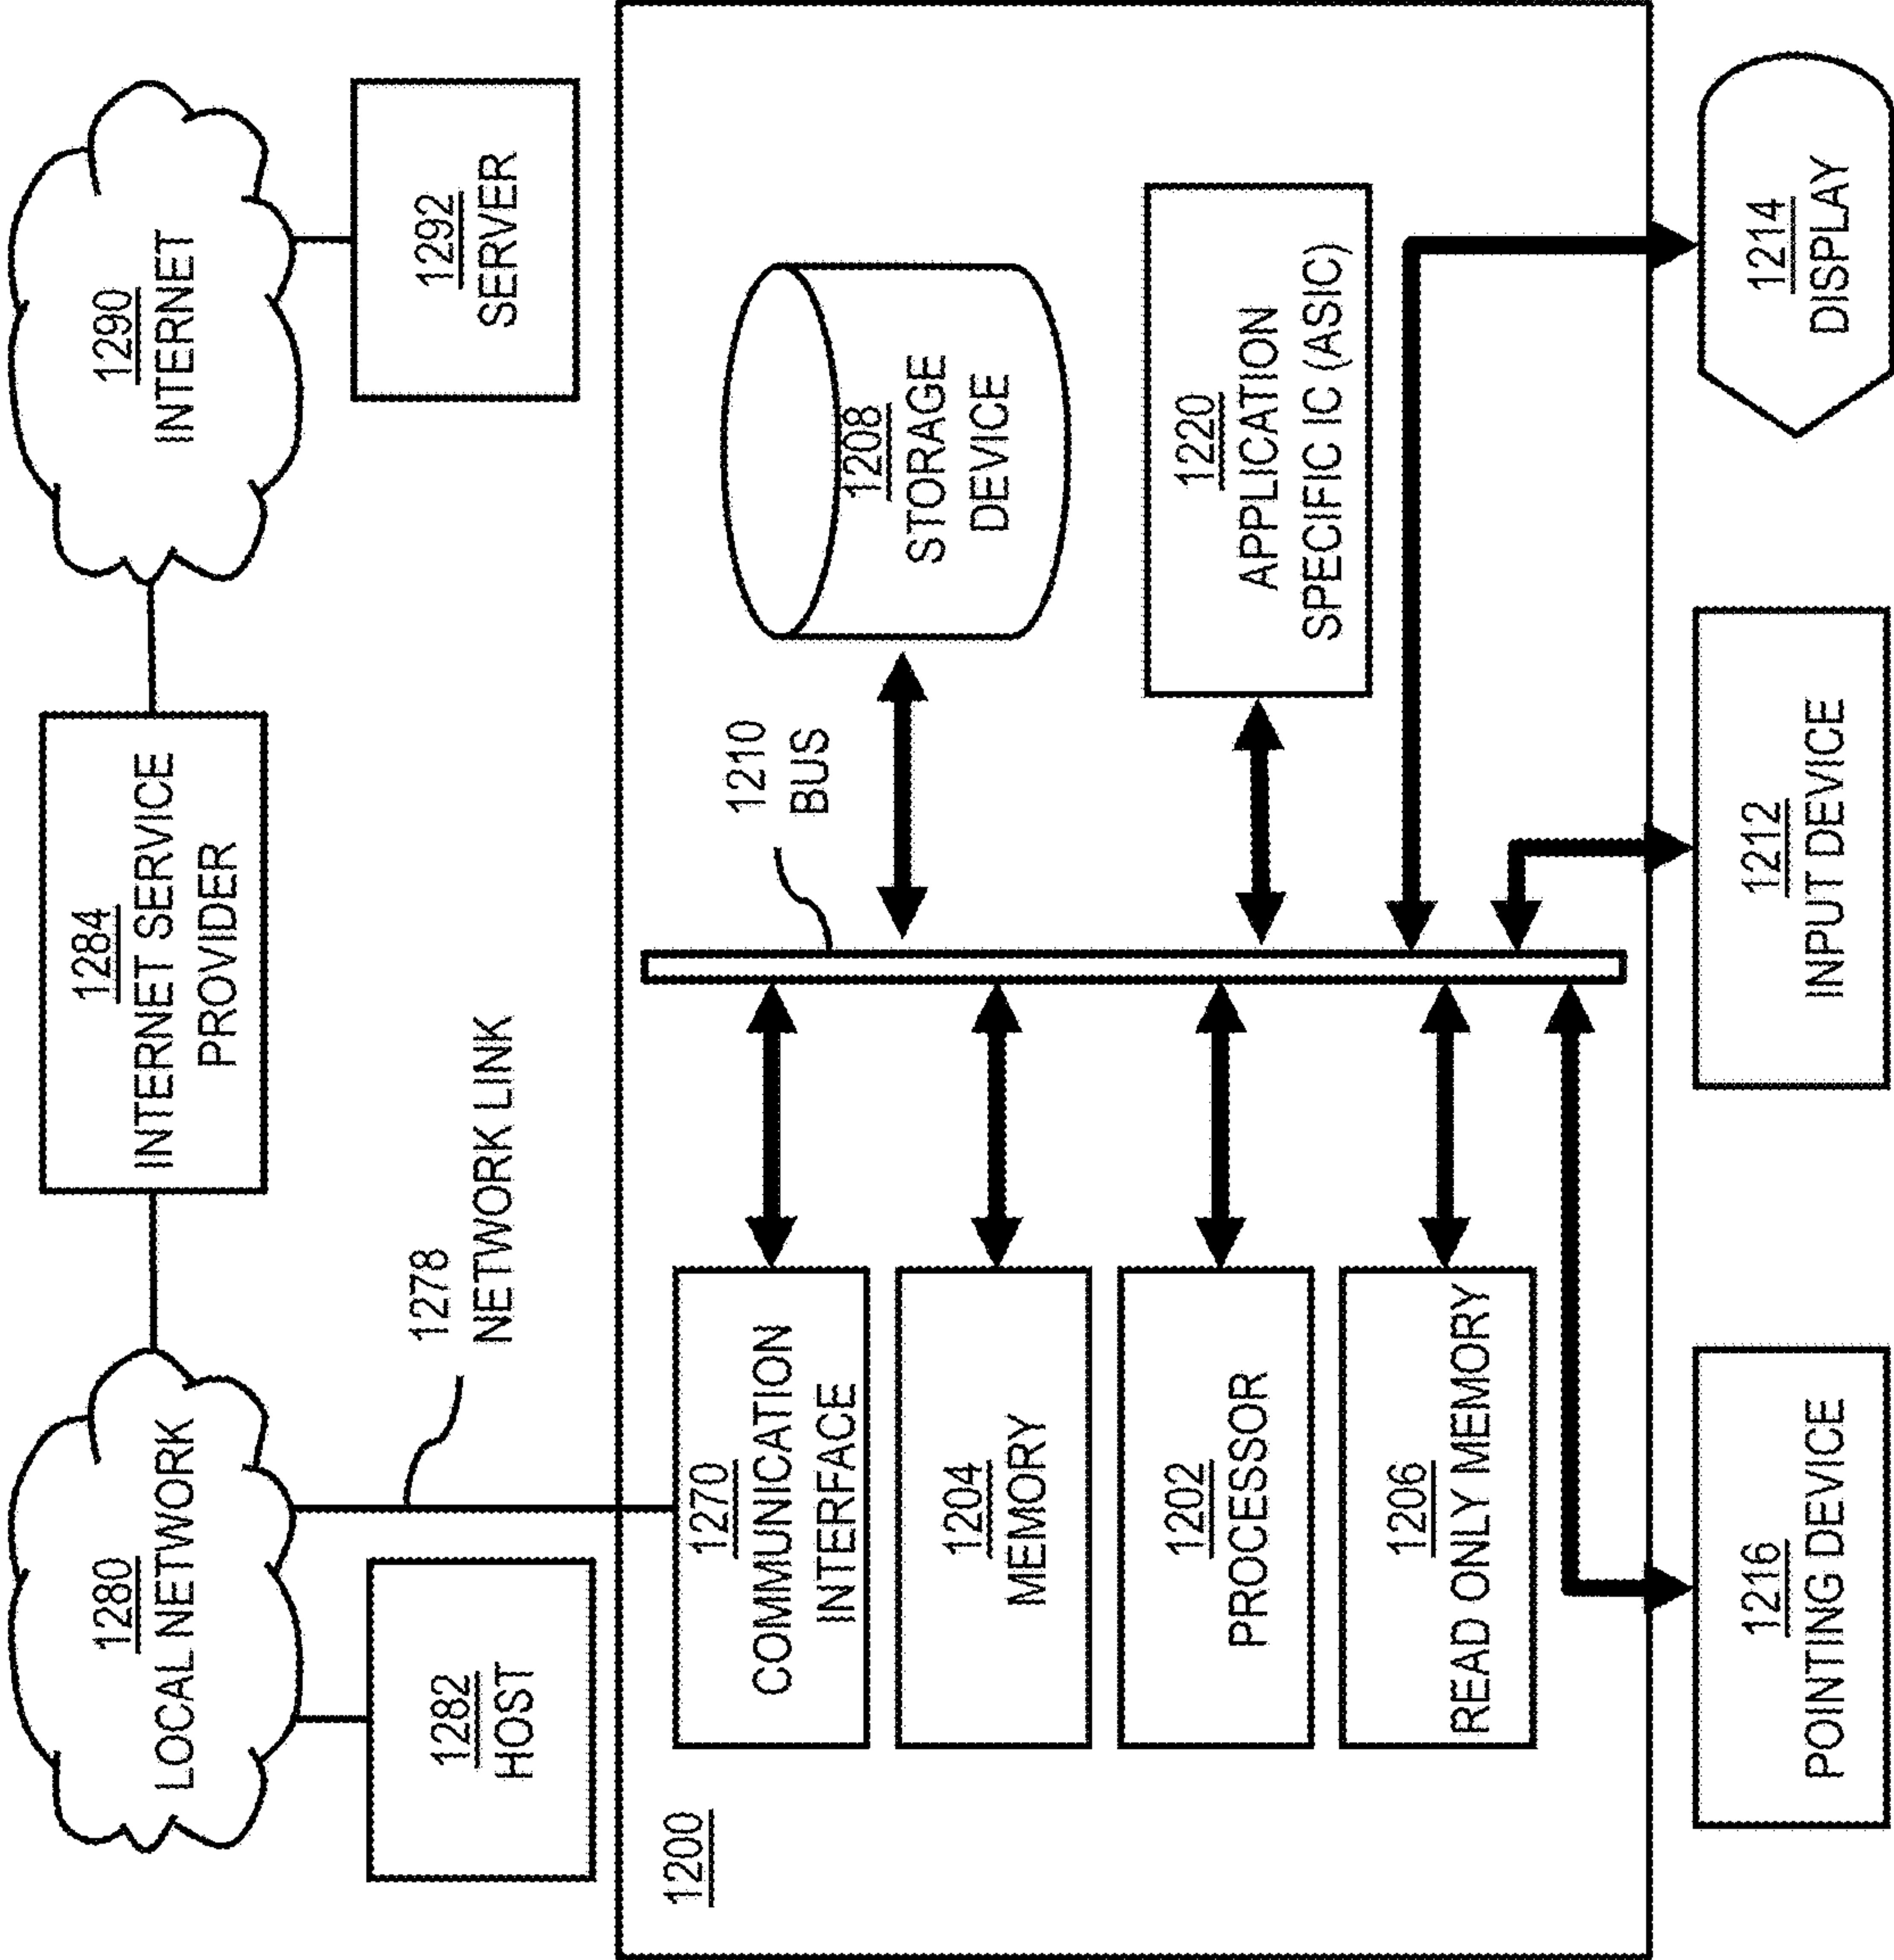 1280
LOCAL NETWORK
1284
INTERNET SERVICE
PROVIDER
1290
INTERNET
1282
HOST
1278
NETWORK LINK
1292
SERVER
1200
1270
COMMUNICATION
INTERFACE
1210
BUS
1208
STORAGE
DEVICE
1204
MEMORY
1202
PROCESSOR
1220
APPLICATION
SPECIFIC IC (ASIC)
1206
READ ONLY MEMORY
1216
POINTING DEVICE
1212
INPUT DEVICE
1214
DISPLAY